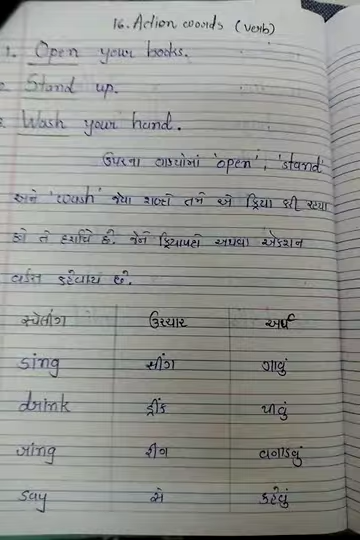 16. Action words (verb)
1. Open your books.
2. Stand up.
3. Wash your hand.
ઉપરના વાક્યોમાં 'open', 'stand'
અને 'wash' જેવા શબ્દો તમે એ ક્રિયા કરી રહ્યા
છો તે દર્શાવે છે. જેને ક્રિયાપદો અથવા એક્શન
વર્ડ્સ કહેવાય છે.
સ્પેલીંગ ઉચ્ચાર અર્થ
sing સીંગ ગાવું
drink ડ્રીંક પીવું
ring રીંગ વગાડવું
say સે કહેવું